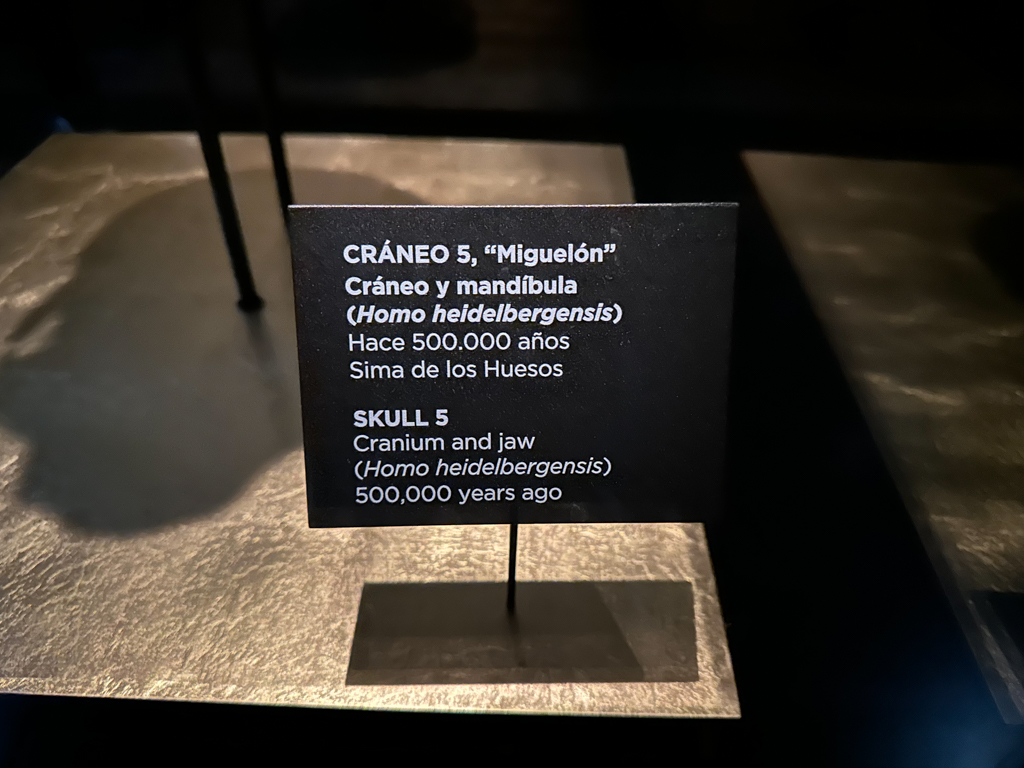 CRÁNEO 5, “Miguelón”
Cráneo y mandíbula
(Homo heidelbergensis)
Hace 500.000 años
Sima de los Huesos
SKULL 5
Cranium and jaw
(Homo heidelbergensis)
500,000 years ago